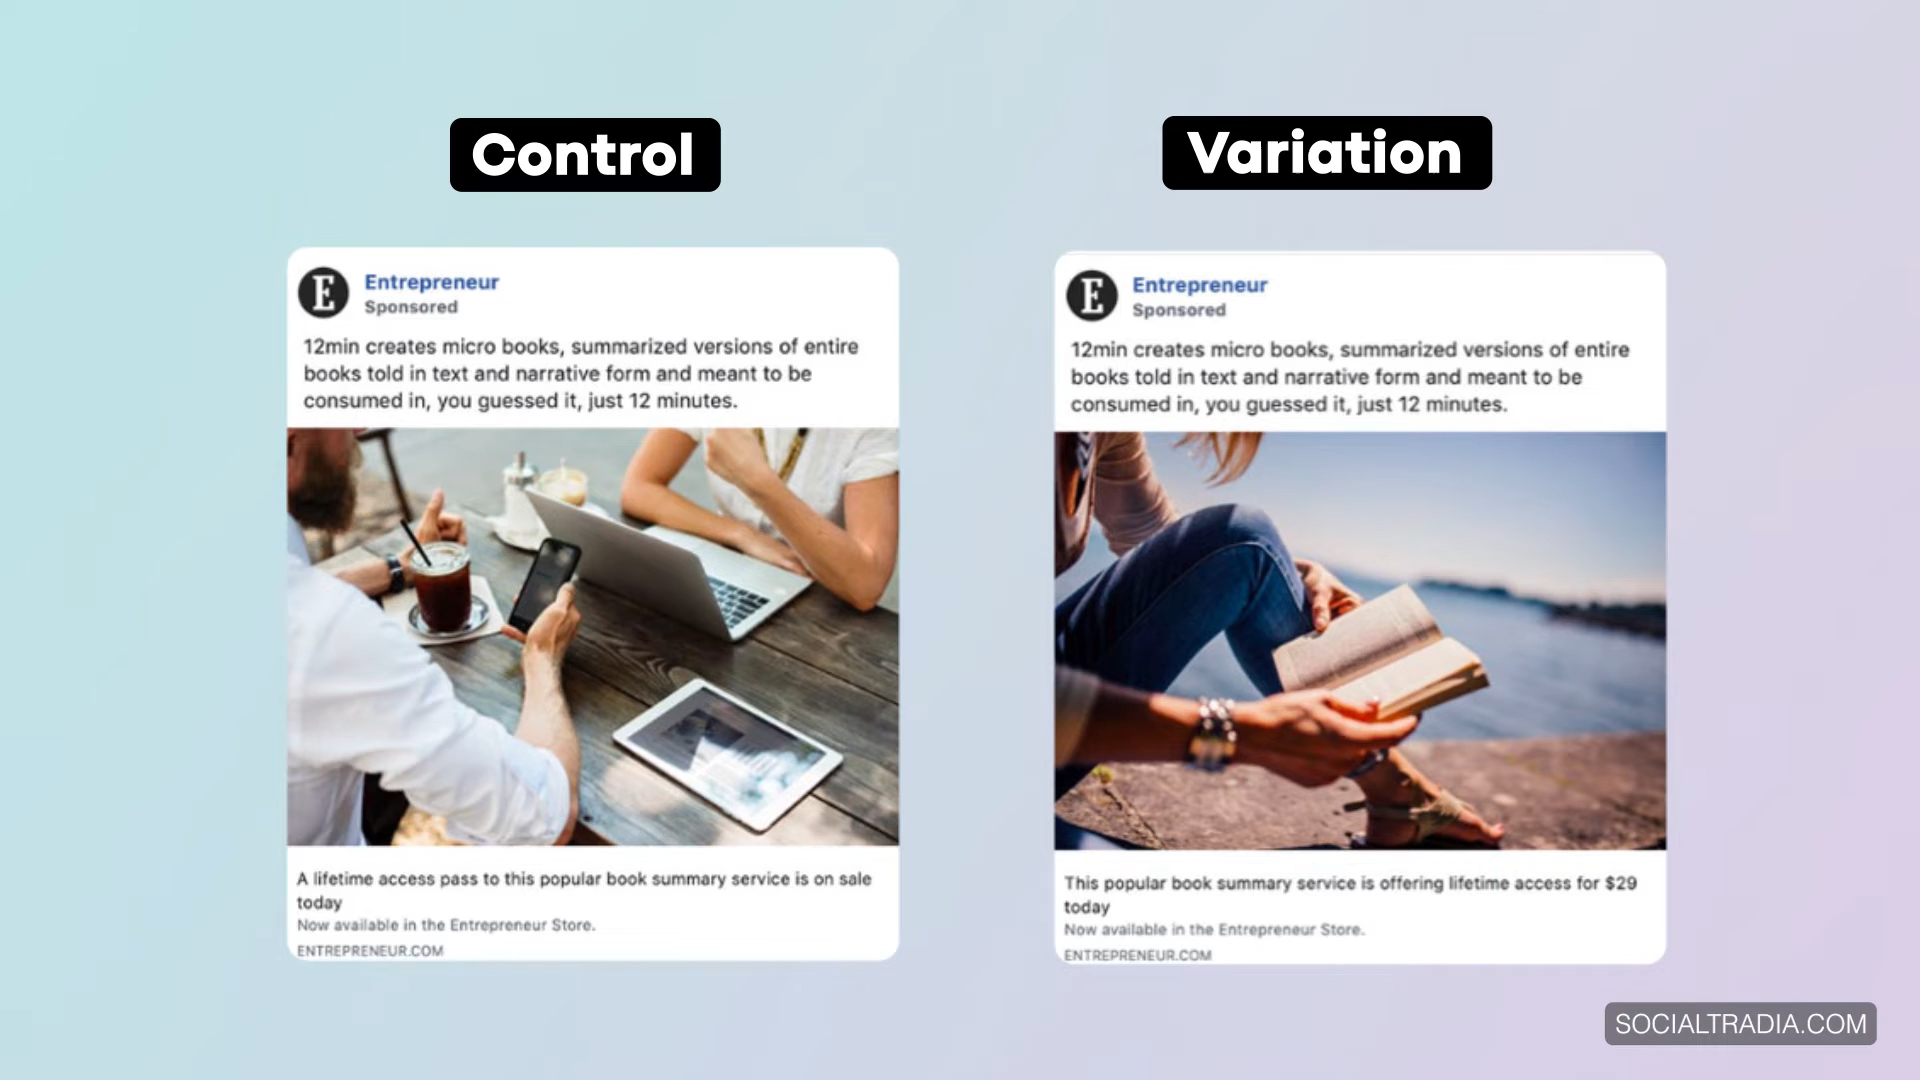 Control
Variation
E
Entrepreneur
Sponsored
12min creates micro books, summarized versions of entire
books told in text and narrative form and meant to be
consumed in, you guessed it, just 12 minutes.
A lifetime access pass to this popular book summary service is on sale
today
Now available in the Entrepreneur Store.
ENTREPRENEUR.COM
E
Entrepreneur
Sponsored
12min creates micro books, summarized versions of entire
books told in text and narrative form and meant to be
consumed in, you guessed it, just 12 minutes.
This popular book summary service is offering lifetime access for $29
today
Now available in the Entrepreneur Store.
ENTREPRENEUR.COM
SOCIALTRADIA.COM